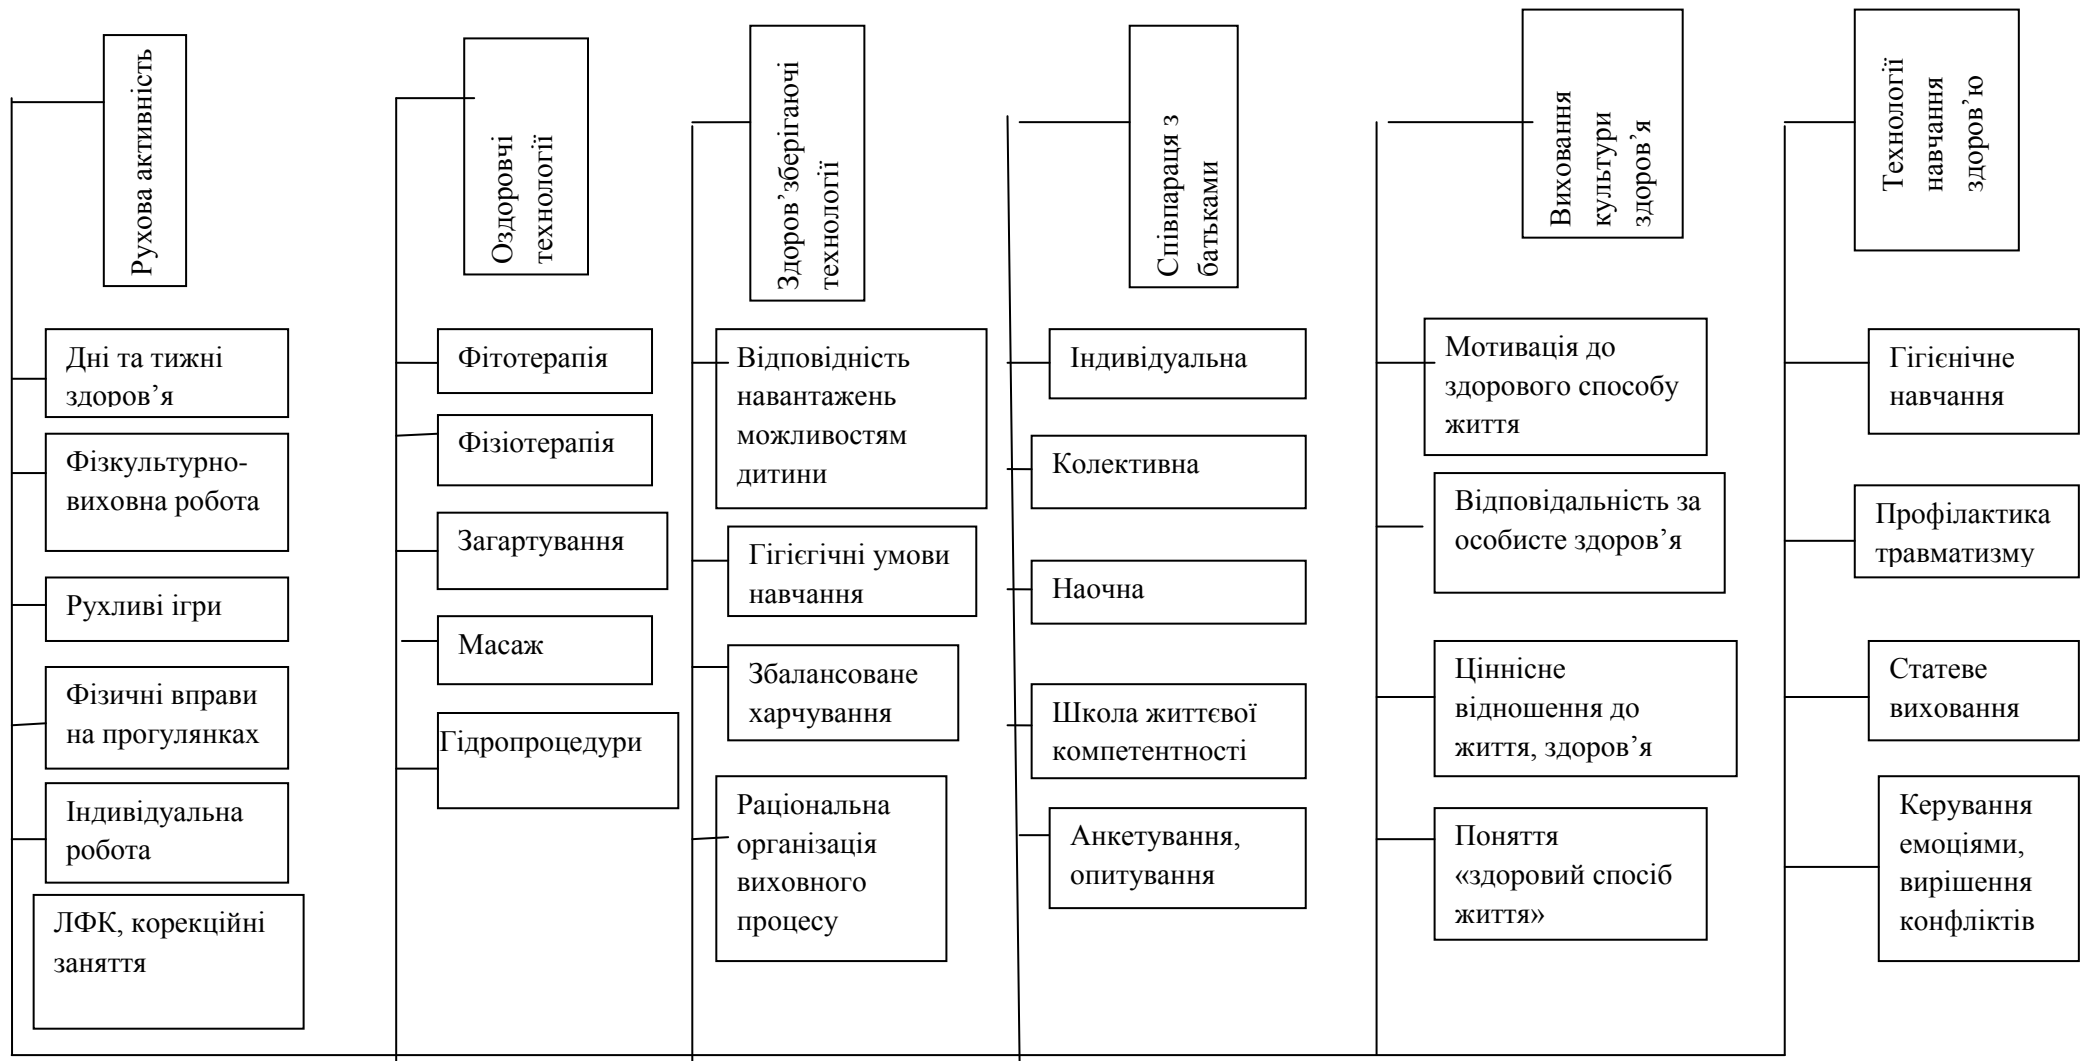 Рухова активність
Дні та тижні
здоров’я
Фізкультурно-
виховна робота
Рухливі ігри
Фізичні вправи
на прогулянках
Індивідуальна
робота
ЛФК, корекційні
заняття
Оздоровчі
технології
Фітотерапія
Фізіотерапія
Загартування
Масаж
Гідропроцедури
Здоров’зберігаючі
технології
Відповідність
навантажень
можливостям
дитини
Гігієгічні умови
навчання
Збалансоване
харчування
Раціональна
організація
виховного
процесу
Співпараця з
батьками
Індивідуальна
Колективна
Наочна
Школа життєвої
компетентності
Анкетування,
опитування
Виховання
культури
здоров’я
Мотивація до
здорового способу
життя
Відповідальність за
особисте здоров’я
Ціннісне
відношення до
життя, здоров’я
Поняття
«здоровий спосіб
життя»
Технології
навчання
здоров’ю
Гігієнічне
навчання
Профілактика
травматизму
Статеве
виховання
Керування
емоціями,
вирішення
конфліктів